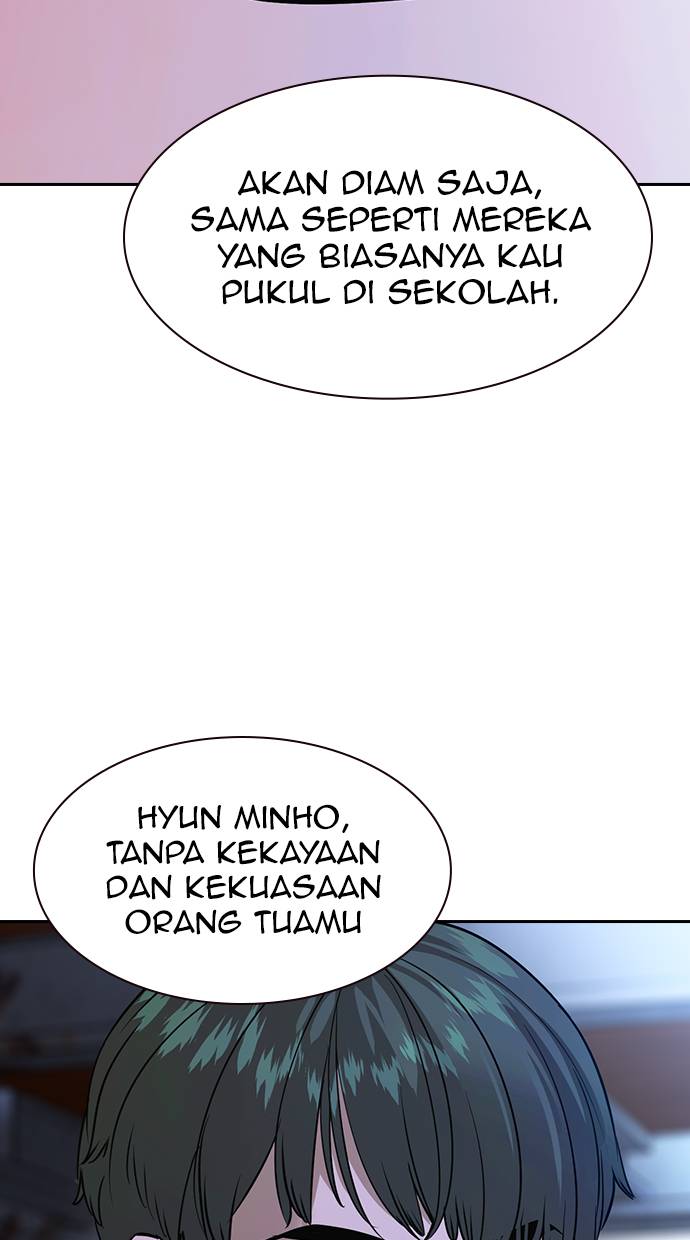 AKAN DIAM SAJA,
SAMA SEPERTI MEREKA
YANG BIASANYA KAU
PUKUL DI SEKOLAH.
HYUN MINHO,
TANPA KEKAYAAN
DAN KEKUASAAN
ORANG TUAMU